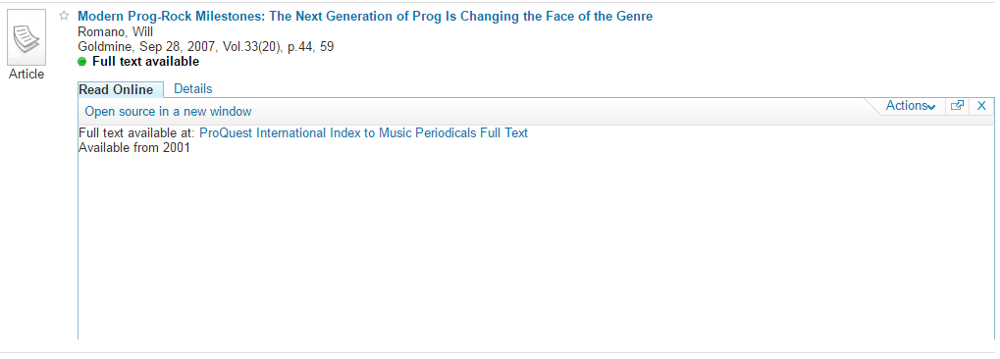 Modern Prog-Rock Milestones: The Next Generation of Prog Is Changing the Face of the Genre
Romano, Will
Goldmine, Sep 28, 2007, Vol.33(20), p.44, 59
Full text available
Article
Read Online Details
Open source in a new window Actions X
Full text available at: ProQuest International Index to Music Periodicals Full Text
Available from 2001